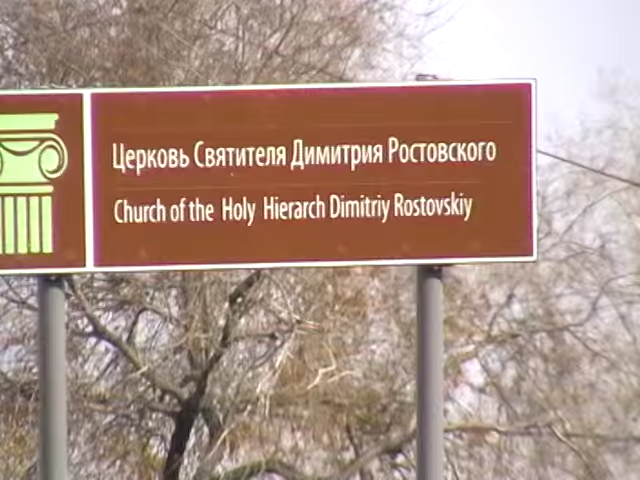 Церковь Святителя Димитрия Ростовского
Church of the Holy Hierarch Dimitriy Rostovskiy